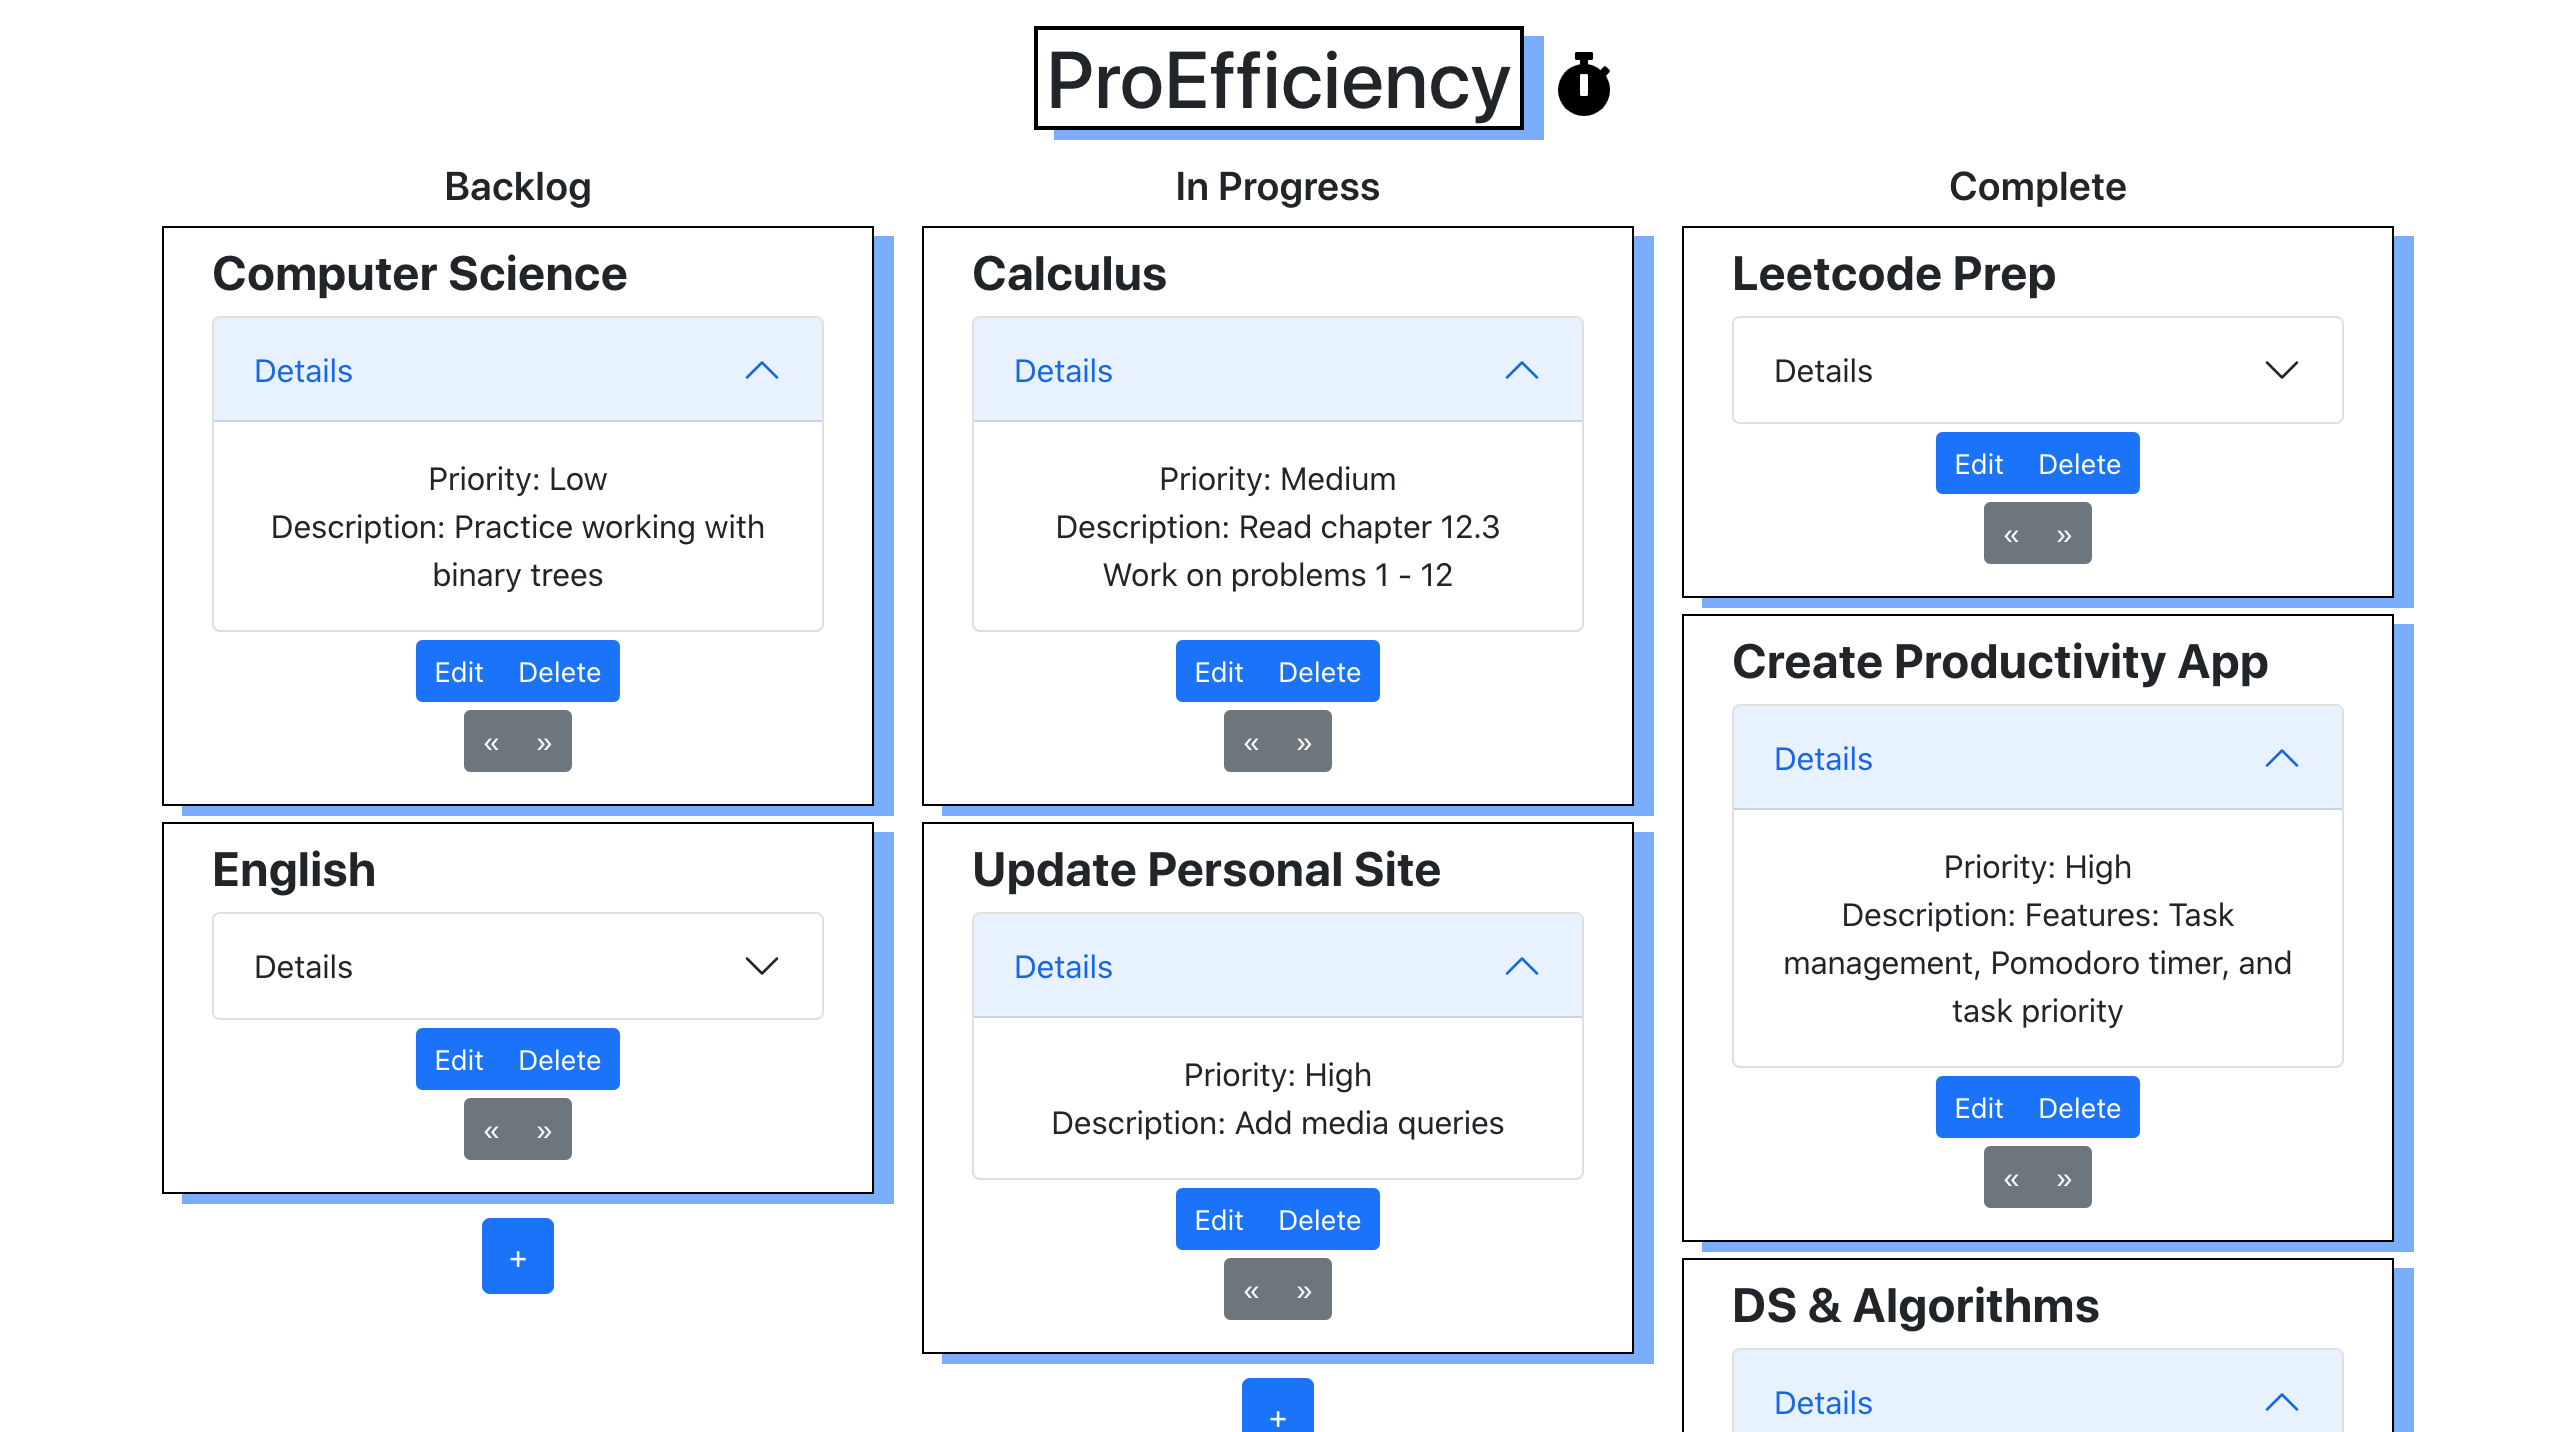 ProEfficiency
Backlog
Computer Science
Details
Priority: Low
Description: Practice working with
binary trees
Edit Delete
« »
English
Details
Edit Delete
« »
+
In Progress
Calculus
Details
Priority: Medium
Description: Read chapter 12.3
Work on problems 1 - 12
Edit Delete
« »
Update Personal Site
Details
Priority: High
Description: Add media queries
Edit Delete
« »
+
Complete
Leetcode Prep
Details
Edit Delete
« »
Create Productivity App
Details
Priority: High
Description: Features: Task
management, Pomodoro timer, and
task priority
Edit Delete
« »
DS & Algorithms
Details